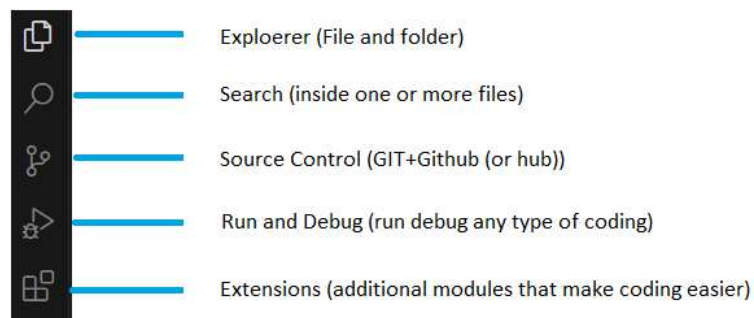 Exploerer (File and folder)
Search (inside one or more files)
Source Control (GIT+Github (or hub))
Run and Debug (run debug any type of coding)
Extensions (additional modules that make coding easier)